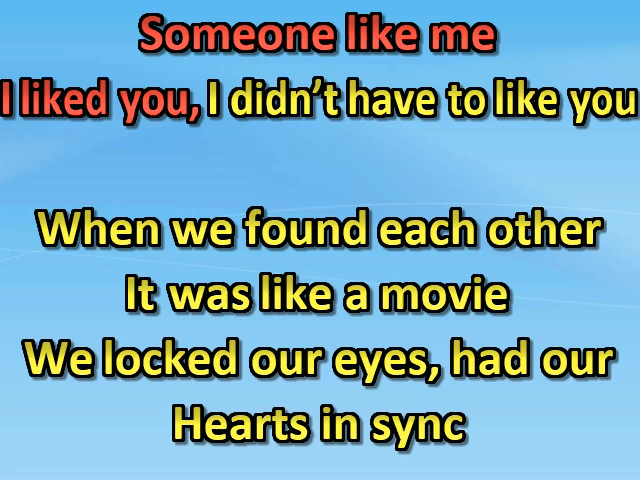 Someone like me
I liked you, I didn't have to like you
When we found each other
It was like a movie
We locked our eyes, had our
Hearts in sync